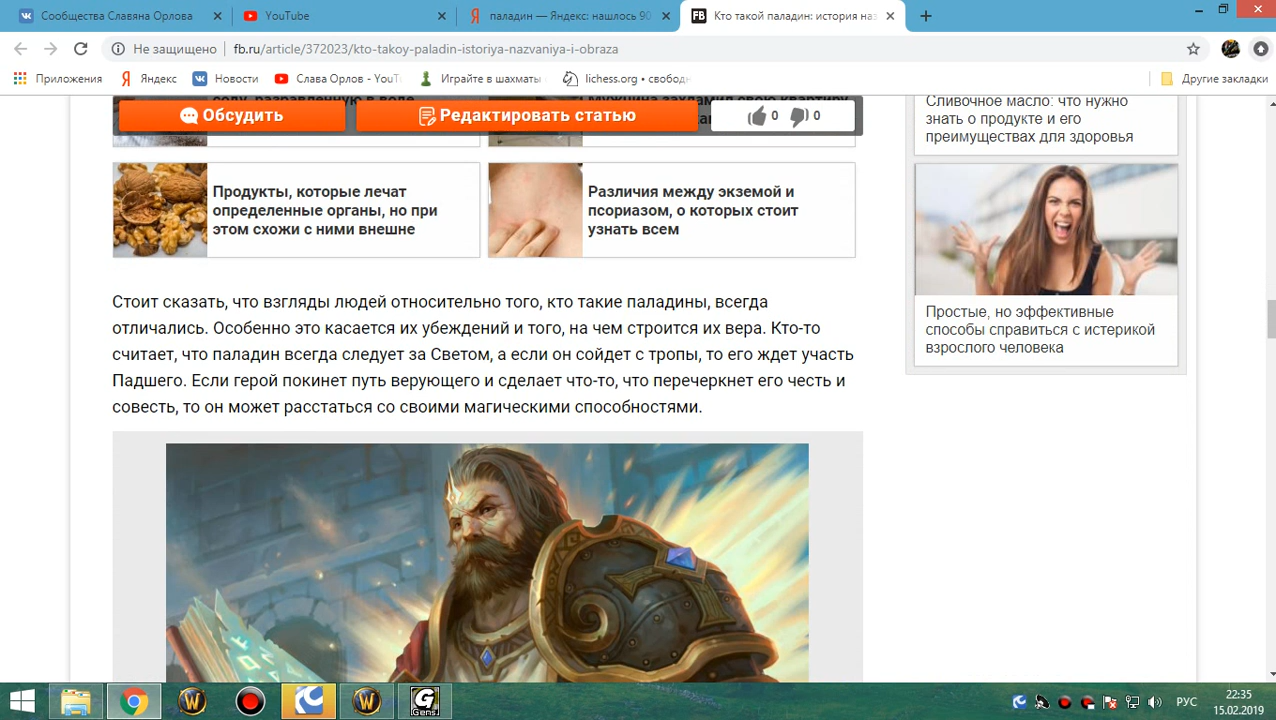 Сообщества Славяна Орлова
YouTube
паладин — Яндекс: нашлось 90
Кто такой паладин: история наз
Не защищено
fb.ru/article/372023/kto-takoy-paladin-istoriya-nazvaniya-i-obraza
Приложения
Яндекс
Новости
Слава Орлов - YouT
Играйте в шахматы
lichess.org • свобод
Другие закладки
Обсудить
Редактировать статью
0
0
Сливочное масло: что нужно
знать о продукте и его
преимуществах для здоровья
Продукты, которые лечат
определенные органы, но при
этом схожи с ними внешне
Различия между экземой и
псориазом, о которых стоит
узнать всем
Простые, но эффективные
способы справиться с истерикой
взрослого человека
Стоит сказать, что взгляды людей относительно того, кто такие паладины, всегда
отличались. Особенно это касается их убеждений и того, на чем строится их вера. Кто-то
считает, что паладин всегда следует за Светом, а если он сойдет с тропы, то его ждет участь
Падшего. Если герой покинет путь верующего и сделает что-то, что перечеркнет его честь и
совесть, то он может расстаться со своими магическими способностями.
Gens
РУС
22:35
15.02.2019